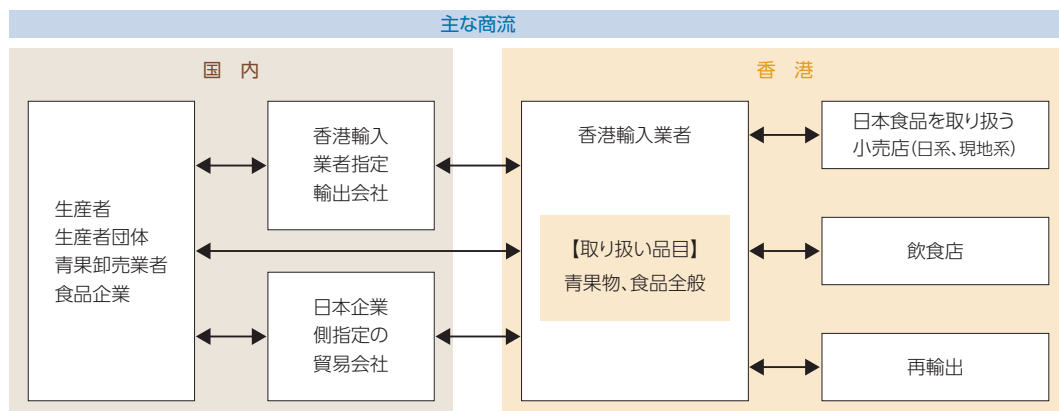 主な商流
国　内
生産者
生産者団体
青果卸売業者
食品企業
香港輸入
業者指定
輸出会社
日本企業
側指定の
貿易会社
香　港
香港輸入業者
【取り扱い品目】
青果物、食品全般
日本食品を取り扱う
小売店(日系、現地系)
飲食店
再輸出